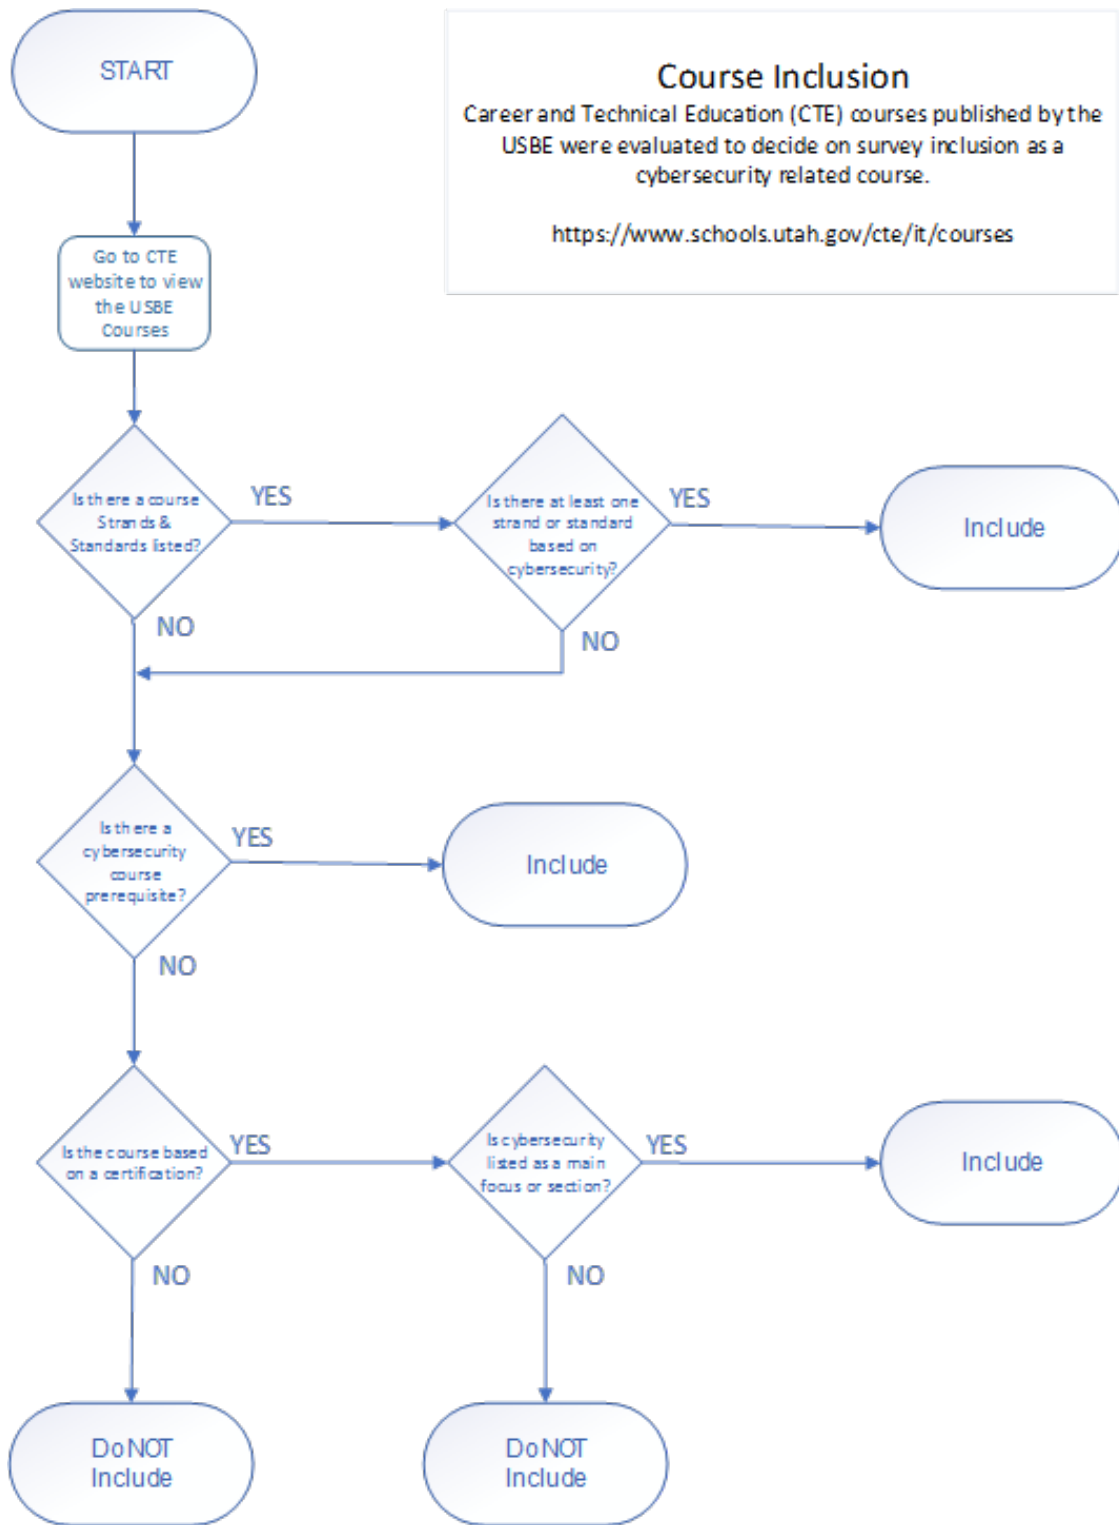 START
Course Inclusion
Career and Technical Education (CTE) courses published by the
USBE were evaluated to decide on survey inclusion as a
cybersecurity related course.
https://www.schools.utah.gov/cte/it/courses
Go to CTE
website to view
the USBE
Courses
Is there a course
Strands &
Standards listed?
YES
Is there at least one
strand or standard
based on
cybersecurity?
YES
Include
NO
NO
Is there a
cybersecurity
course
prerequisite?
YES
Include
NO
Is the course based
on a certification?
YES
Is cybersecurity
listed as a main
focus or section?
YES
Include
NO
NO
Do NOT
Include
Do NOT
Include